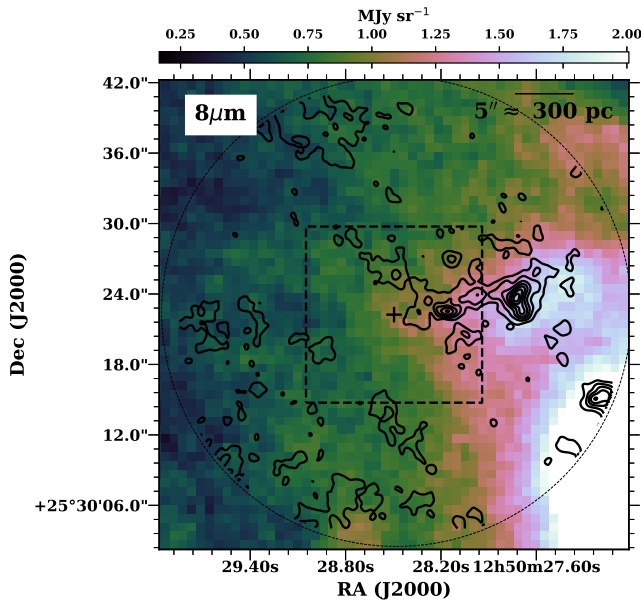 MJy sr⁻¹
0.25 0.50 0.75 1.00 1.25 1.50 1.75 2.00
8μm
5″ ≈ 300 pc
42.0"
36.0"
30.0"
24.0"
18.0"
12.0"
+25°30'06.0"
Dec (J2000)
29.40s 28.80s 28.20s 12h50m27.60s
RA (J2000)